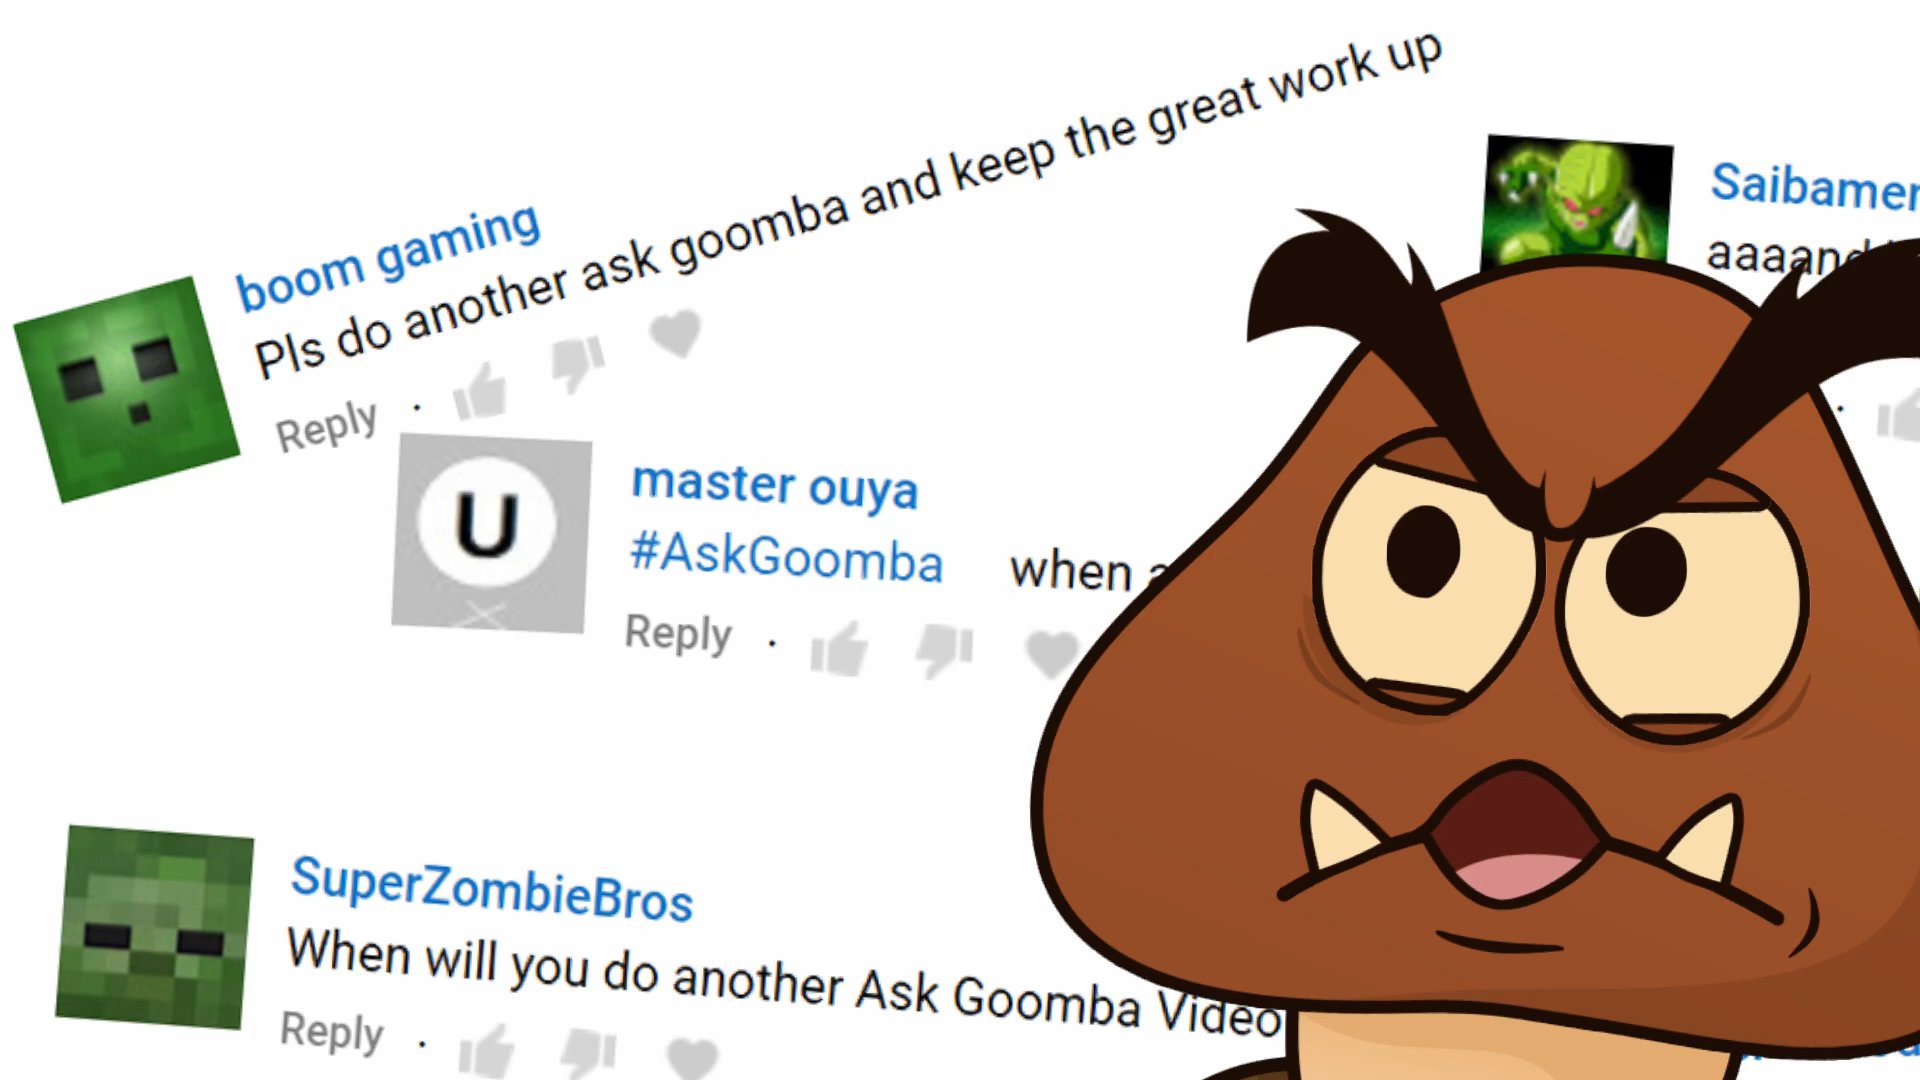 boom gaming
Pls do another ask goomba and keep the great work up
Reply
U
master ouya
#AskGoomba when
Reply
Saibamen
SuperZombieBros
When will you do another Ask Goomba Video
Reply